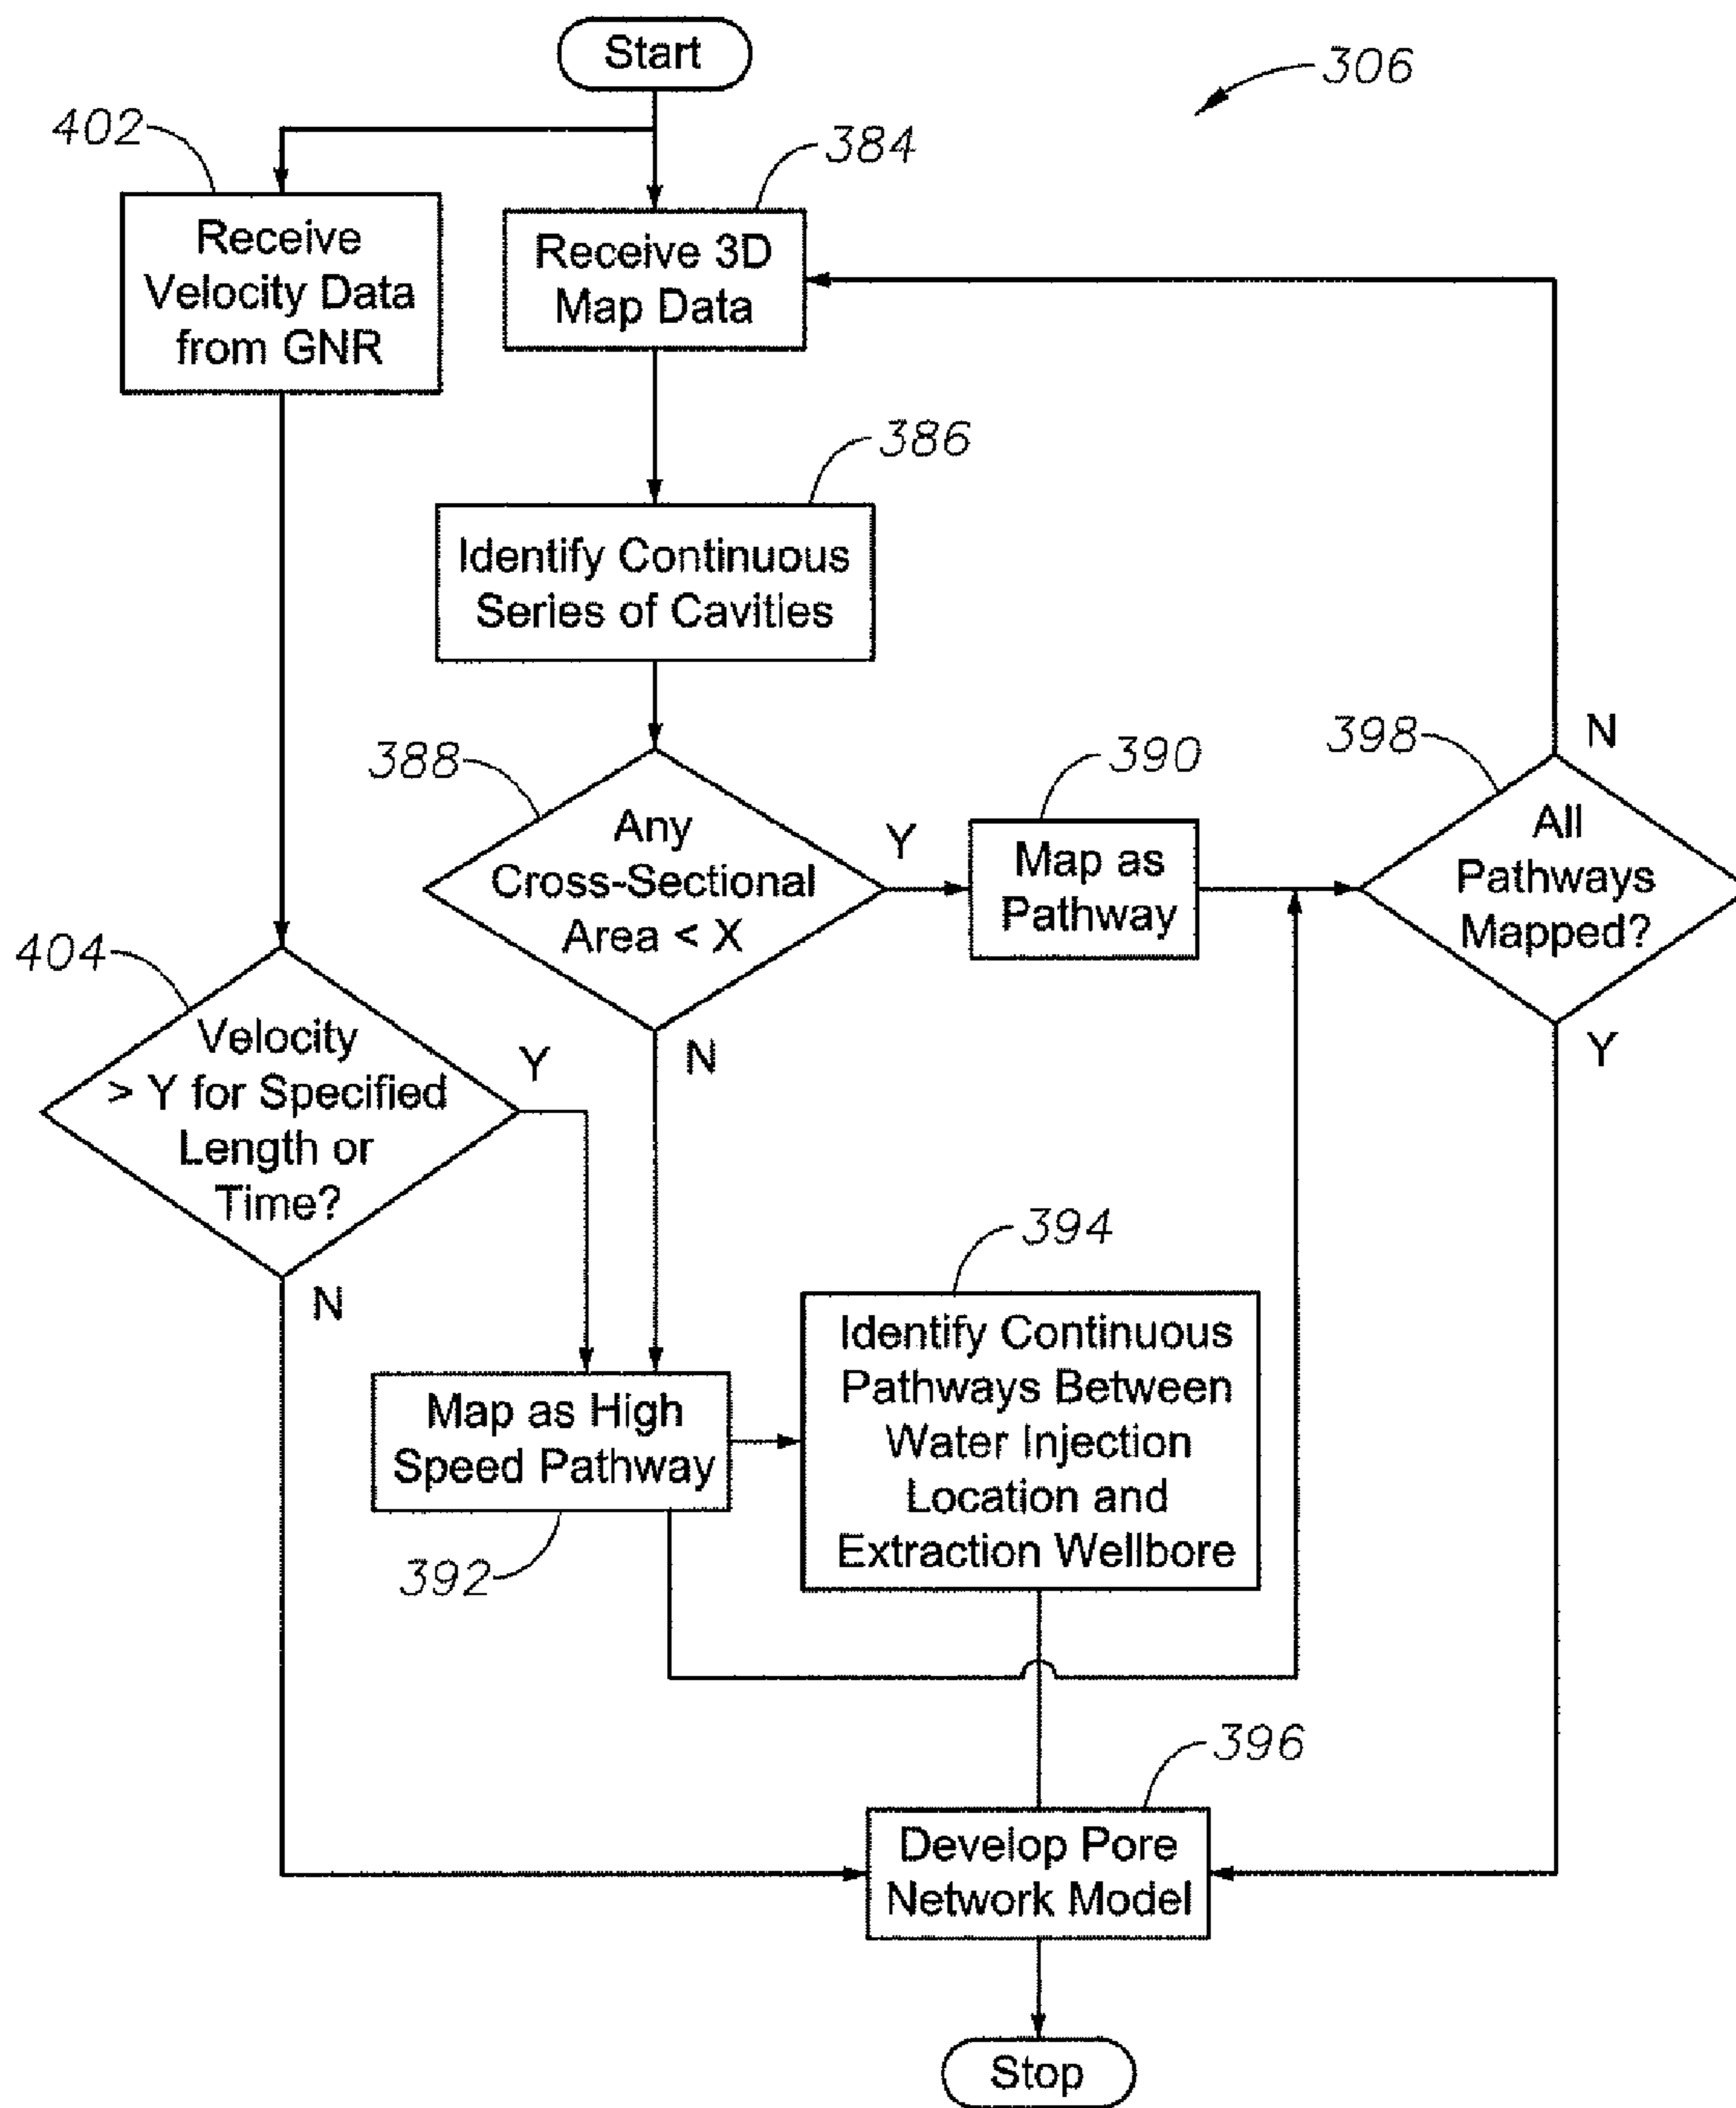 Start
306
402
384
Receive
Velocity Data
from GNR
Receive 3D
Map Data
386
Identify Continuous
Series of Cavities
388
Any
Cross-Sectional
Area < X
Y
N
390
Map as
Pathway
398
All
Pathways
Mapped?
N
Y
404
Velocity
> Y for Specified
Length or
Time?
Y
N
394
Identify Continuous
Pathways Between
Water Injection
Location and
Extraction Wellbore
Map as High
Speed Pathway
392
396
Develop Pore
Network Model
Stop